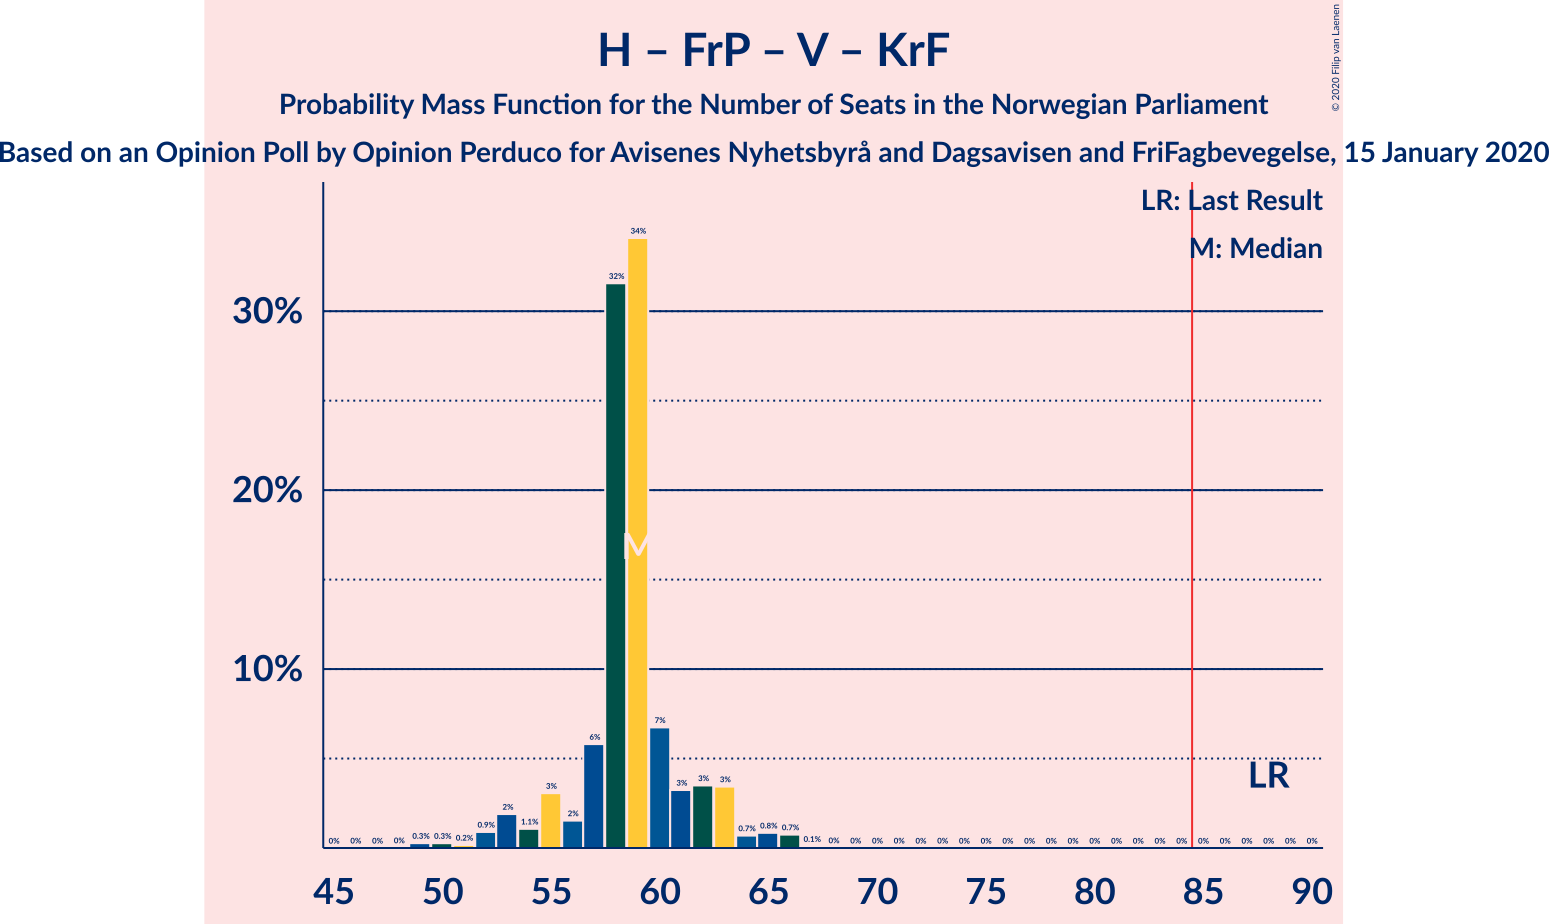 H – FrP – V – KrF
© 2020 Filip van Laenen
Probability Mass Function for the Number of Seats in the Norwegian Parliament
Based on an Opinion Poll by Opinion Perduco for Avisenes Nyhetsbyrå and Dagsavisen and FriFagbevegelse, 15 January 2020
LR: Last Result
M: Median
30%
20%
10%
0% 0% 0% 0% 0.3% 0.3% 0.2% 0.9% 2% 1.1% 3% 2% 6% 32% 34% 7% 3% 3% 3% 0.7% 0.8% 0.7% 0.1% 0% 0% 0% 0% 0% 0% 0% 0% 0% 0% 0% 0% 0% 0% 0% 0% 0% 0% 0% 0% 0% 0% 0%
M
LR
45 50 55 60 65 70 75 80 85 90